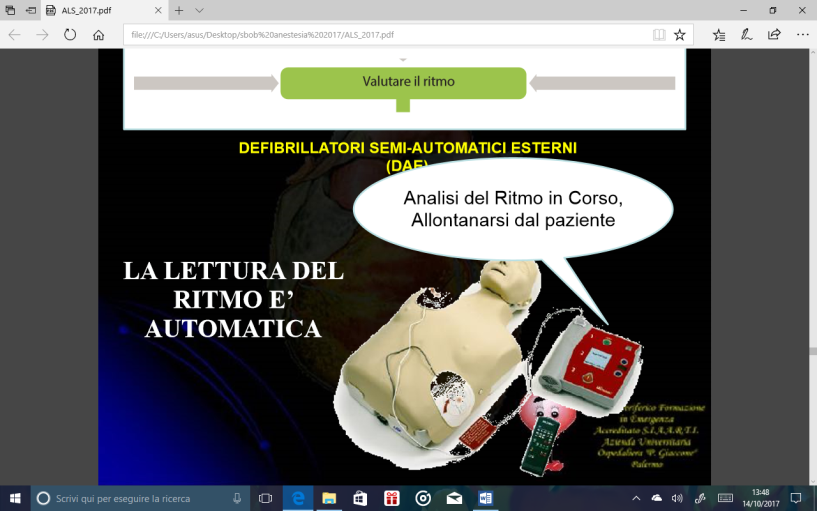 ALS_2017.pdf
file:///C:/Users/asus/Desktop/sbob%20anestesia%202017/ALS_2017.pdf
Valutare il ritmo
DEFIBRILLATORI SEMI-AUTOMATICI ESTERNI
(DAE)
Analisi del Ritmo in Corso,
Allontanarsi dal paziente
LA LETTURA DEL
RITMO E’
AUTOMATICA
Formazione
in Emergenza
Accreditato S.I.A.A.R.T.I.
Azienda Universitaria
Ospedaliera "P. Giaccone"
Palermo
Scrivi qui per eseguire la ricerca
13:48
14/10/2017